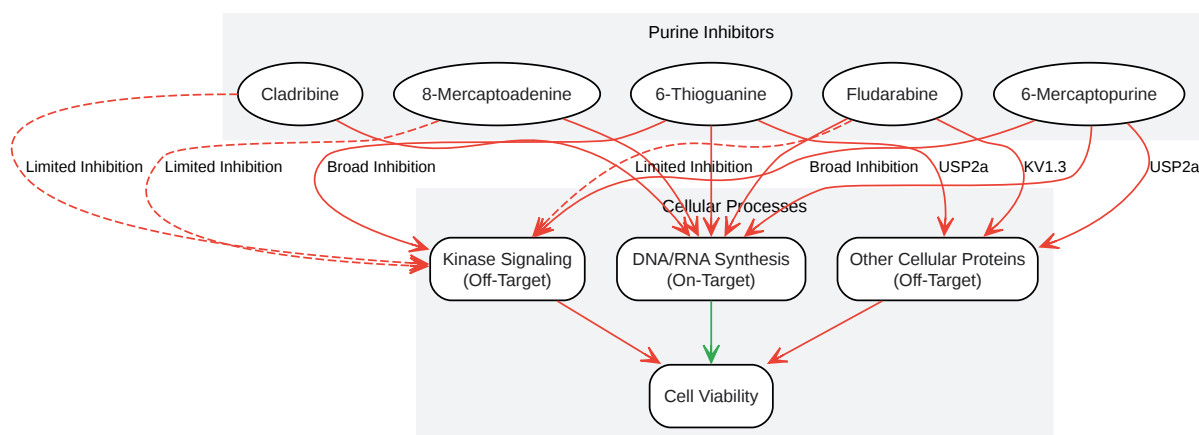 Purine Inhibitors
Cladribine
8-Mercaptoadenine
6-Thioguanine
Fludarabine
6-Mercaptopurine
Limited Inhibition
Limited Inhibition
Broad Inhibition
Limited Inhibition
Broad Inhibition
USP2a
KV1.3
USP2a
Cellular Processes
Kinase Signaling
(Off-Target)
DNA/RNA Synthesis
(On-Target)
Other Cellular Proteins
(Off-Target)
Cell Viability